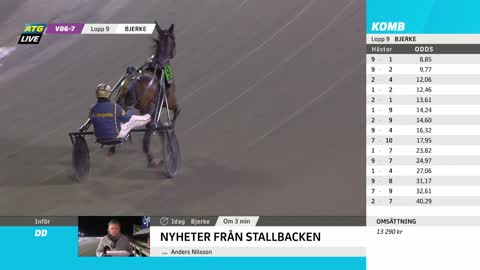 ATG
LIVE
V86-7 Lopp 9 BJERKE
KOMB
Lopp 9 BJERKE
Hästar ODDS
9 - 1 8,85
9 - 2 9,77
2 - 4 12,06
1 - 2 12,46
2 - 1 13,61
1 - 9 14,24
2 - 9 14,60
9 - 4 16,32
7 - 10 17,95
1 - 7 23,82
9 - 7 24,97
1 - 4 26,05
9 - 8 31,17
7 - 9 32,61
2 - 7 40,29
OMSÄTTNING
13 290 kr
Inför
DD
Idag Bjerke Om 3 min
NYHETER FRÅN STALLBACKEN
... Anders Nilsson